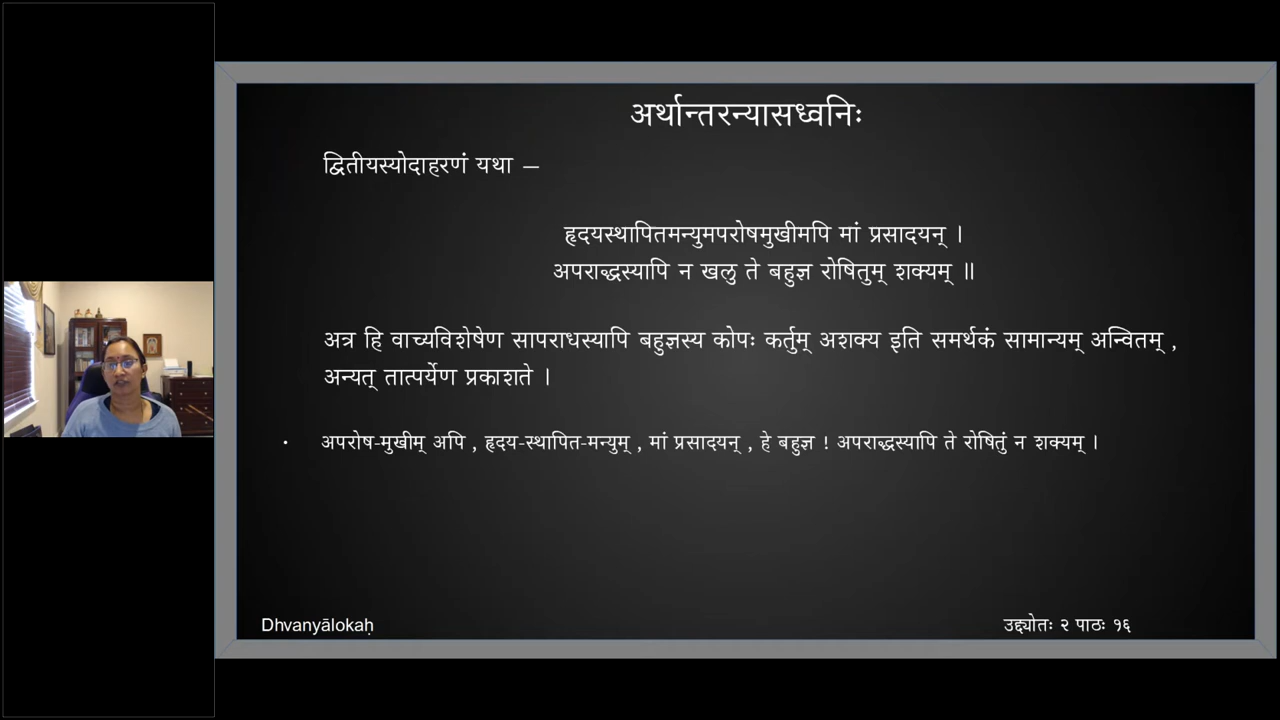 अर्थान्तरन्यासध्वनिः
द्वितीयस्योदाहरणं यथा –
हृदयस्थापितमन्युमपरोषमुखीमपि मां प्रसादयन् ।
अपराद्धस्यापि न खलु ते बहुज्ञ रोषितुम् शक्यम् ॥
अत्र हि वाच्यविशेषेण सापराधस्यापि बहुज्ञस्य कोपः कर्तुम् अशक्य इति समर्थकं सामान्यम् अन्वितम् ,
अन्यत् तात्पर्येण प्रकाशते ।
• अपरोष-मुखीम् अपि , हृदय-स्थापित-मन्युम् , मां प्रसादयन् , हे बहुज्ञ ! अपराद्धस्यापि ते रोषितुं न शक्यम् ।
Dhvanyālokaḥ
उद्द्योतः २ पाठः १६